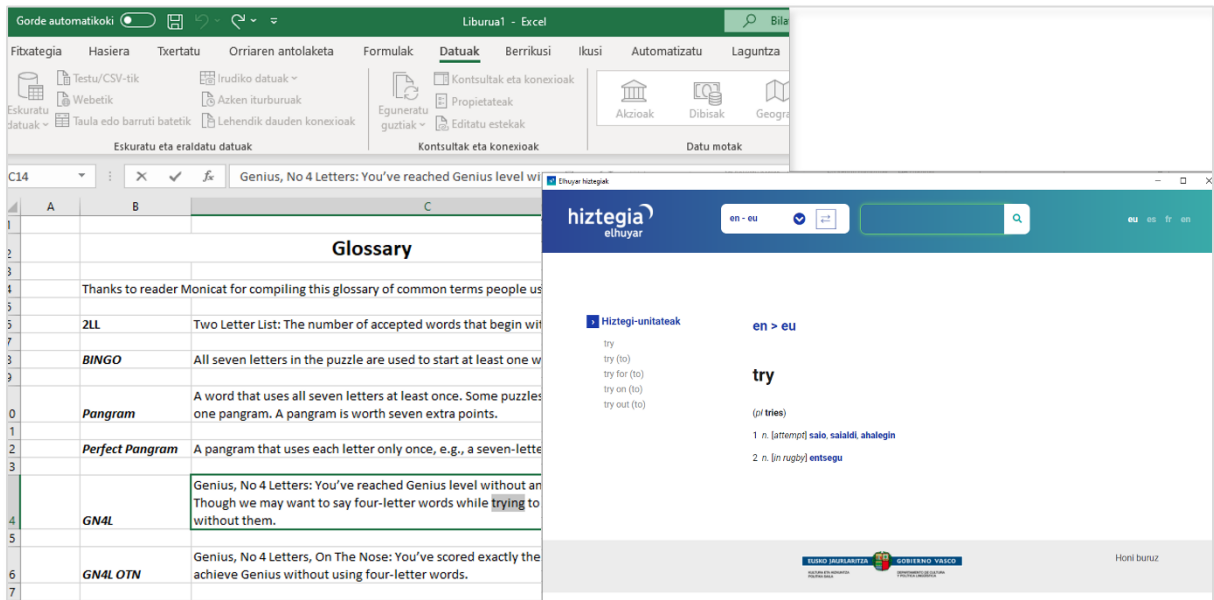 Gorde automatikoki
Liburua1 - Excel
Fitxategia Hasiera Txertatu Orriaren antolaketa Formulak Datuak Berrikusi Ikusi Automatizatu Laguntza
Testu/CSV-tik
Webetik
Taula edo barruti batetik
Eskuratu
datuak
Irudiko datuak
Azken iturburuak
Lehendik dauden konexioak
Eskuratu eta eraldatu datuak
Eguneratu
guztiak
Kontsultak eta konexioak
Propietateak
Editatu estekak
Kontsultak eta konexioak
Akzioak Dibisak
Datu motak
C14
fx
Genius, No 4 Letters: You've reached Genius level
A B C
Glossary
Thanks to reader Monicat for compiling this glossary of common terms people
2LL Two Letter List: The number of accepted words that begin
BINGO All seven letters in the puzzle are used to start at least one
A word that uses all seven letters at least once. Some puzzles
Pangram one pangram. A pangram is worth seven extra points.
Perfect Pangram A pangram that uses each letter only once, e.g., a
Genius, No 4 Letters: You've reached Genius level without
Though we may want to say four-letter words while trying to
GN4L without them.
Genius, No 4 Letters, On The Nose: You've scored exactly the
GN4L OTN achieve Genius without using four-letter words.
Elhuyar hiztegiak
hiztegia
elhuyar
en - eu
eu es fr en
Hiztegi-unitateak
try
try (to)
try for (to)
try on (to)
try out (to)
en > eu
try
(pl tries)
1 n. [attempt] saio, saialdi, ahalegin
2 n. [in rugby] entsegu
EUSKO JAURLARITZA GOBIERNO VASCO
Honi buruz